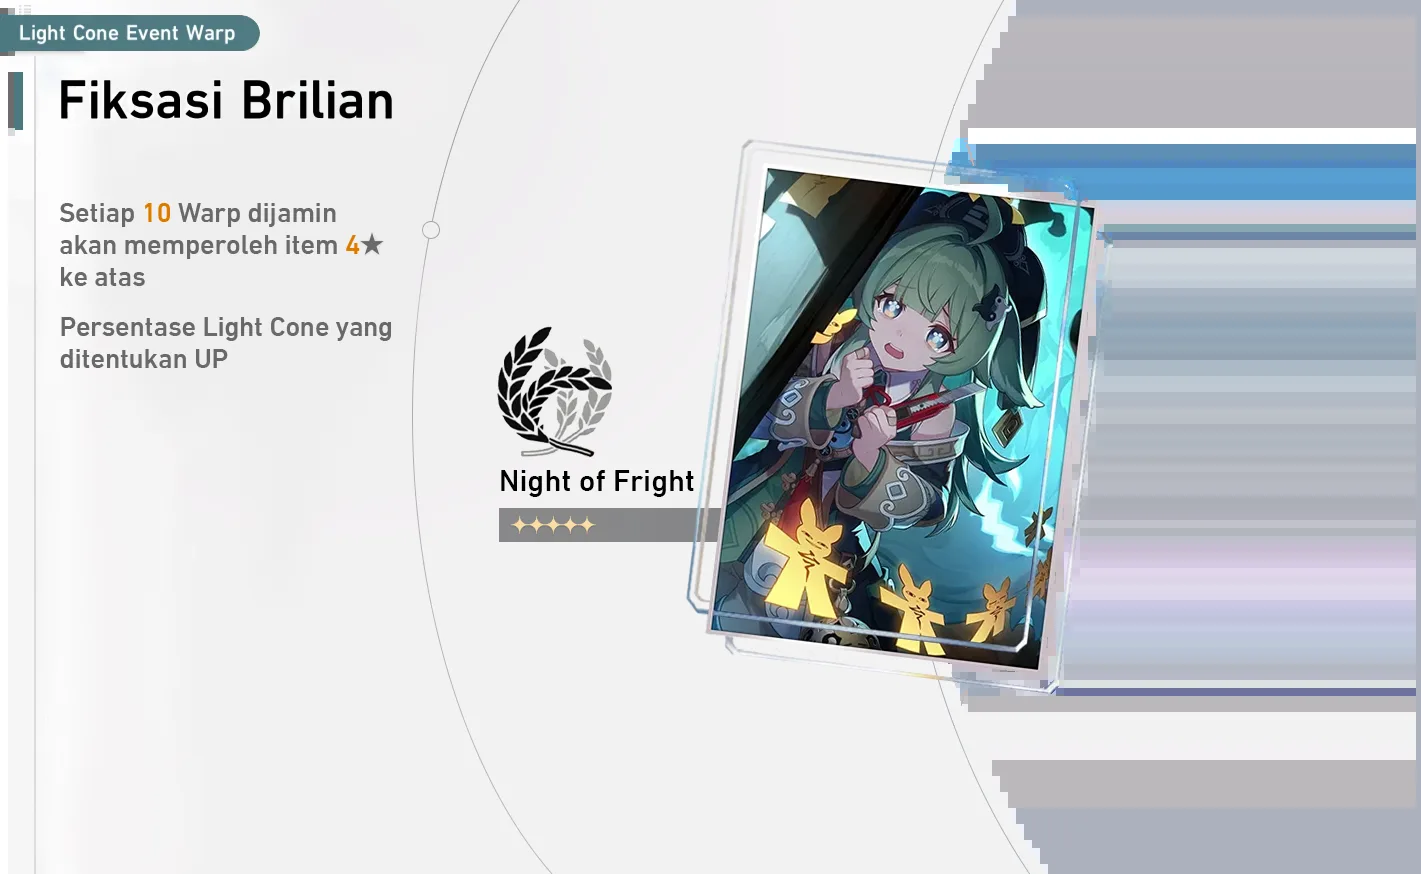 Light Cone Event Warp
Fiksasi Brilian
Setiap 10 Warp dijamin
akan memperoleh item 4★
ke atas
Persentase Light Cone yang
ditentukan UP
Night of Fright